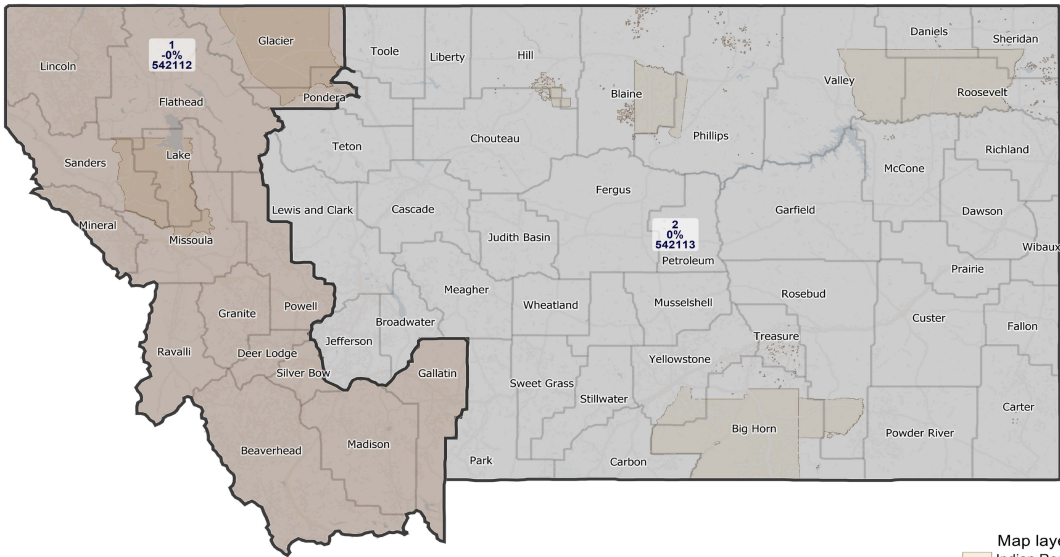 Glacier
1
-0%
542112
Lincoln
Flathead
Pondera
Toole
Liberty
Hill
Blaine
Phillips
Valley
Daniels
Sheridan
Roosevelt
Sanders
Lake
Teton
Chouteau
McCone
Richland
Mineral
Missoula
Lewis and Clark
Cascade
Judith Basin
Fergus
2
0%
542113
Petroleum
Garfield
Dawson
Wibaux
Prairie
Granite
Powell
Ravalli
Deer Lodge
Silver Bow
Jefferson
Broadwater
Meagher
Wheatland
Musselshell
Rosebud
Treasure
Custer
Fallon
Gallatin
Sweet Grass
Stillwater
Yellowstone
Beaverhead
Madison
Park
Carbon
Big Horn
Powder River
Carter
Map laye